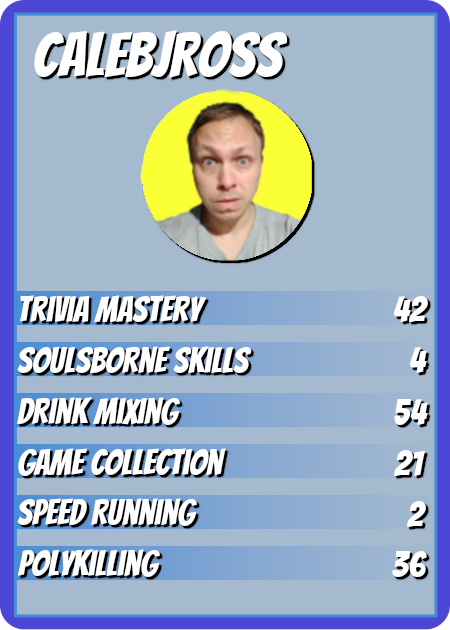 CALEBJROSS
TRIVIA MASTERY 42
SOULSBORNE SKILLS 4
DRINK MIXING 54
GAME COLLECTION 21
SPEED RUNNING 2
POLYKILLING 36